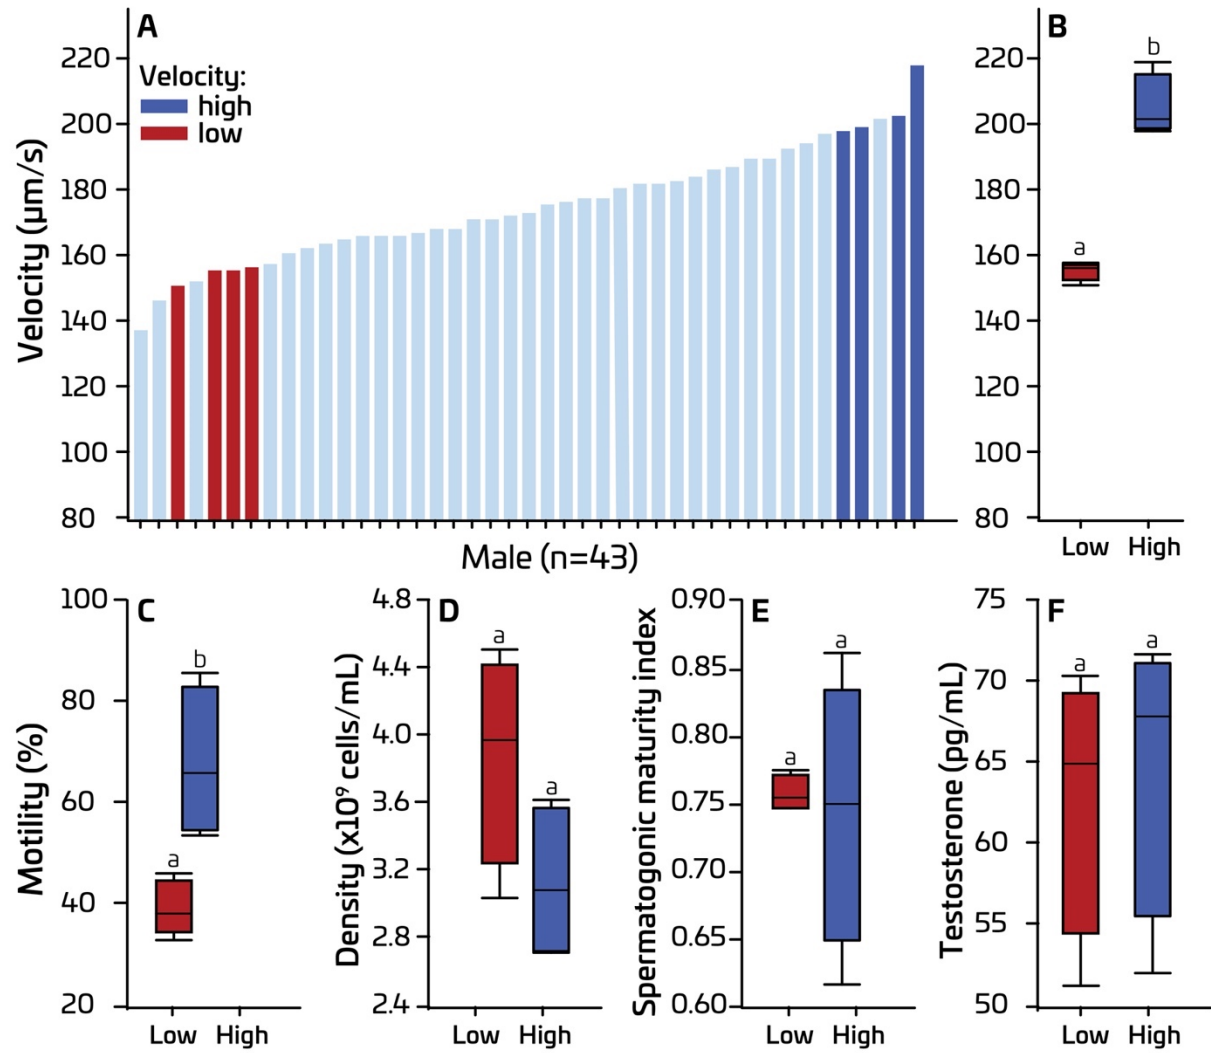 A
Velocity:
high
low
220
200
180
160
140
120
100
80
Velocity (µm/s)
Male (n=43)
B
220
200
180
160
140
120
100
80
a
b
Low High
C
100
80
60
40
20
Motility (%)
a
b
Low High
D
4.8
4.4
4.0
3.6
3.2
2.8
2.4
Density (x10⁹ cells/mL)
a
a
Low High
E
0.90
0.85
0.80
0.75
0.70
0.65
0.60
Spermatogonic maturity index
a
a
Low High
F
75
70
65
60
55
50
Testosterone (pg/mL)
a
a
Low High